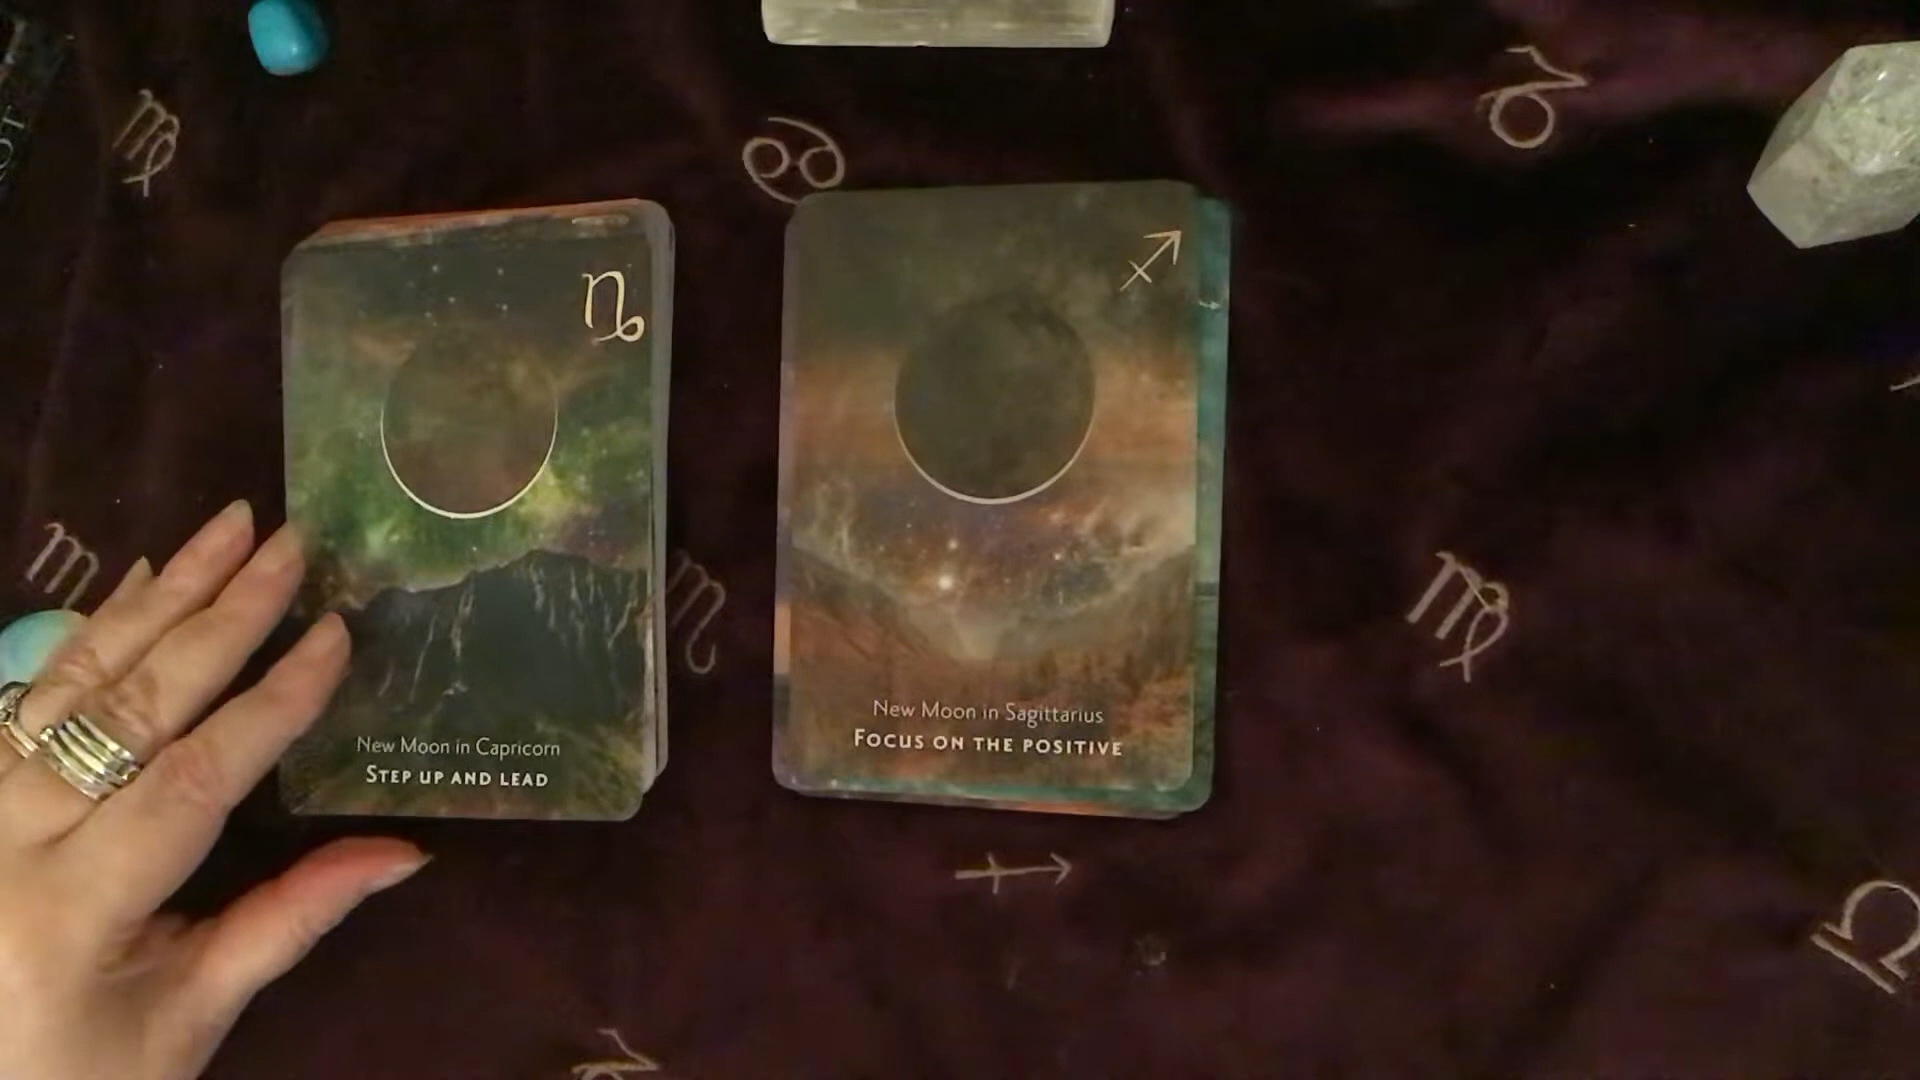 New Moon in Capricorn
STEP UP AND LEAD
New Moon in Sagittarius
FOCUS ON THE POSITIVE